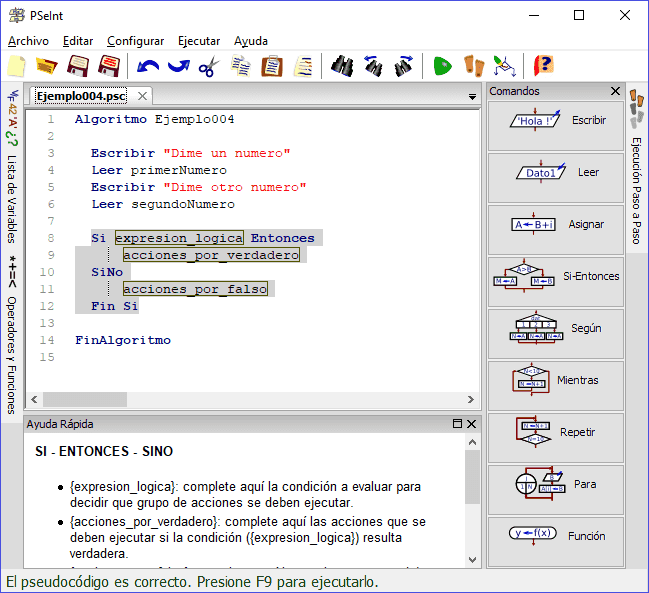 PSeInt
Archivo Editar Configurar Ejecutar Ayuda
Ejemplo004.psc
1 Algoritmo Ejemplo004
2
3 Escribir "Dime un numero"
4 Leer primerNumero
5 Escribir "Dime otro numero"
6 Leer segundoNumero
7
8 Si expresion_logica Entonces
9 acciones_por_verdadero
10 SiNo
11 acciones_por_falso
12 Fin Si
13
14 FinAlgoritmo
15
42 'A' ¿?
Lista de Variables
*+=<
Operadores y Funciones
Ayuda Rápida
SI - ENTONCES - SINO
• {expresion_logica}: complete aquí la condición a evaluar para
decidir que grupo de acciones se deben ejecutar.
• {acciones_por_verdadero}: complete aquí las acciones que se
deben ejecutar si la condición ({expresion_logica}) resulta
verdadera.
Comandos
'Hola !' Escribir
Dato1 Leer
A←B+i Asignar
A>B M←A M←B Si-Entonces
1 2 3 Según
Mientras
Repetir
Para
y←f(x) Función
Ejecución Paso a Paso
El pseudocódigo es correcto. Presione F9 para ejecutarlo.